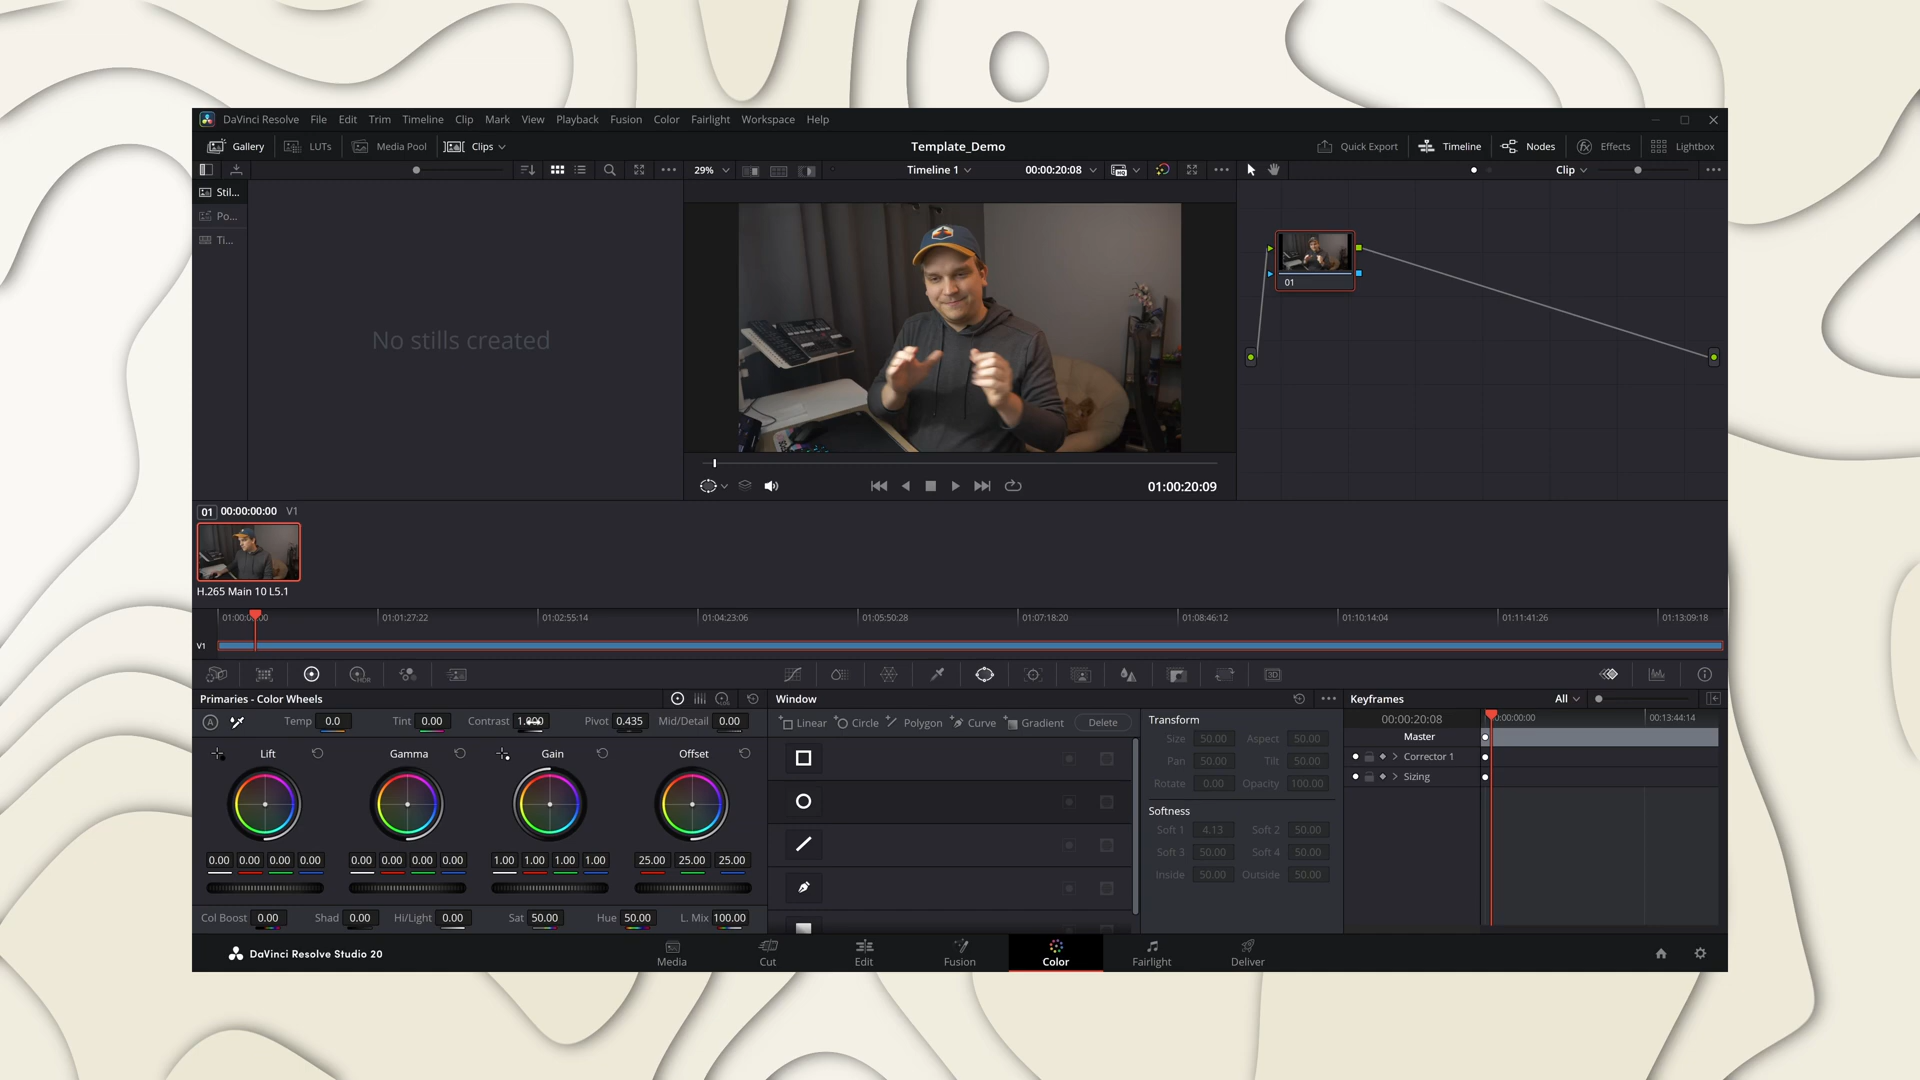 DaVinci Resolve File Edit Trim Timeline Clip Mark View Playback Fusion Color Fairlight Workspace Help
Gallery LUTs Media Pool Clips Template_Demo Quick Export Timeline Nodes Effects Lightbox
29% Timeline 1 00:00:20:08 Clip
Stil...
Po...
Ti...
No stills created
01
01:00:20:09
01 00:00:00:00 V1
H.265 Main 10 L5.1
01:01:27:22 01:02:55:14 01:04:23:06 01:05:50:28 01:07:18:20 01:08:46:12 01:10:14:04 01:11:41:26 01:13:09:18
V1
HDR 3D
Primaries - Color Wheels Window Keyframes All
A Temp 0.0 Tint 0.00 Contrast Pivot 0.435 Mid/Detail 0.00
Linear Circle Polygon Curve Gradient Delete
Lift Gamma Gain Offset
0.00 0.00 0.00 0.00 0.00 0.00 0.00 0.00 1.00 1.00 1.00 1.00 25.00 25.00 25.00
Col Boost 0.00 Shad 0.00 Hi/Light 0.00 Sat 50.00 Hue 50.00 L. Mix 100.00
Transform
Size 50.00 Aspect 50.00
Pan 50.00 Tilt 50.00
Rotate 0.00 Opacity 100.00
Softness
Soft 1 4.13 Soft 2 50.00
Soft 3 50.00 Soft 4 50.00
Inside 50.00 Outside 50.00
00:00:20:08 00:13:44:14
Master
Corrector 1
Sizing
DaVinci Resolve Studio 20
Media Cut Edit Fusion Color Fairlight Deliver